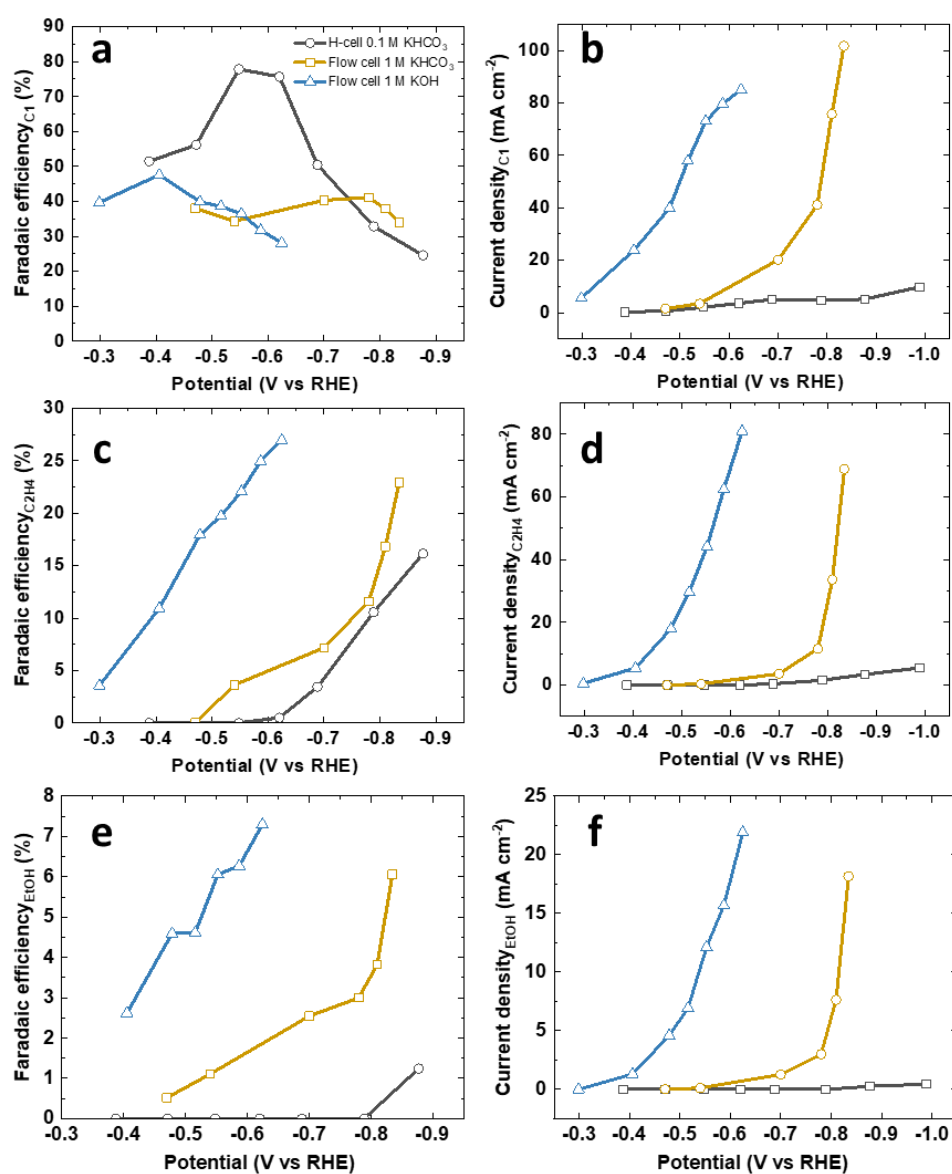 a
H-cell 0.1 M KHCO₃
Flow cell 1 M KHCO₃
Flow cell 1 M KOH
Faradaic efficiency_C1 (%)
90
80
70
60
50
40
30
20
10
0
-0.3 -0.4 -0.5 -0.6 -0.7 -0.8 -0.9
Potential (V vs RHE)
b
Current density_C1 (mA cm⁻²)
100
80
60
40
20
0
-0.3 -0.4 -0.5 -0.6 -0.7 -0.8 -0.9 -1.0
Potential (V vs RHE)
c
Faradaic efficiency_C2H4 (%)
30
25
20
15
10
5
0
-0.3 -0.4 -0.5 -0.6 -0.7 -0.8 -0.9
Potential (V vs RHE)
d
Current density_C2H4 (mA cm⁻²)
80
60
40
20
0
-0.3 -0.4 -0.5 -0.6 -0.7 -0.8 -0.9 -1.0
Potential (V vs RHE)
e
Faradaic efficiency_EtOH (%)
8
7
6
5
4
3
2
1
0
-0.3 -0.4 -0.5 -0.6 -0.7 -0.8 -0.9
Potential (V vs RHE)
f
Current density_EtOH (mA cm⁻²)
25
20
15
10
5
0
-0.3 -0.4 -0.5 -0.6 -0.7 -0.8 -0.9 -1.0
Potential (V vs RHE)